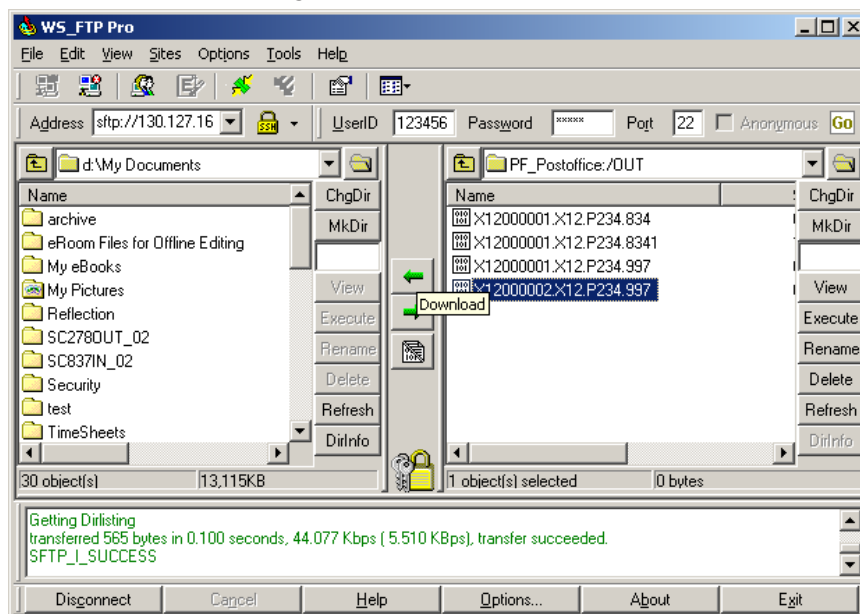 WS_FTP Pro
File Edit View Sites Options Tools Help
Address sftp://130.127.16 SSH UserID 123456 Password ××××× Port 22 Anonymous Go
d:\My Documents
PF_Postoffice:/OUT
Name
ChgDir
Name
ChgDir
archive
MkDir
X12000001.X12.P234.834
MkDir
eRoom Files for Offline Editing
X12000001.X12.P234.8341
My eBooks
X12000001.X12.P234.997
My Pictures
View
X12000002.X12.P234.997
View
Download
Reflection
Execute
Execute
SC278OUT_02
Rename
Rename
SC837IN_02
Security
Delete
Delete
test
Refresh
Refresh
TimeSheets
DirInfo
DirInfo
30 object(s) 13,115KB
1 object(s) selected 0 bytes
Getting Dirlisting
transferred 565 bytes in 0.100 seconds, 44.077 Kbps ( 5.510 KBps), transfer succeeded.
SFTP_I_SUCCESS
Disconnect Cancel Help Options... About Exit